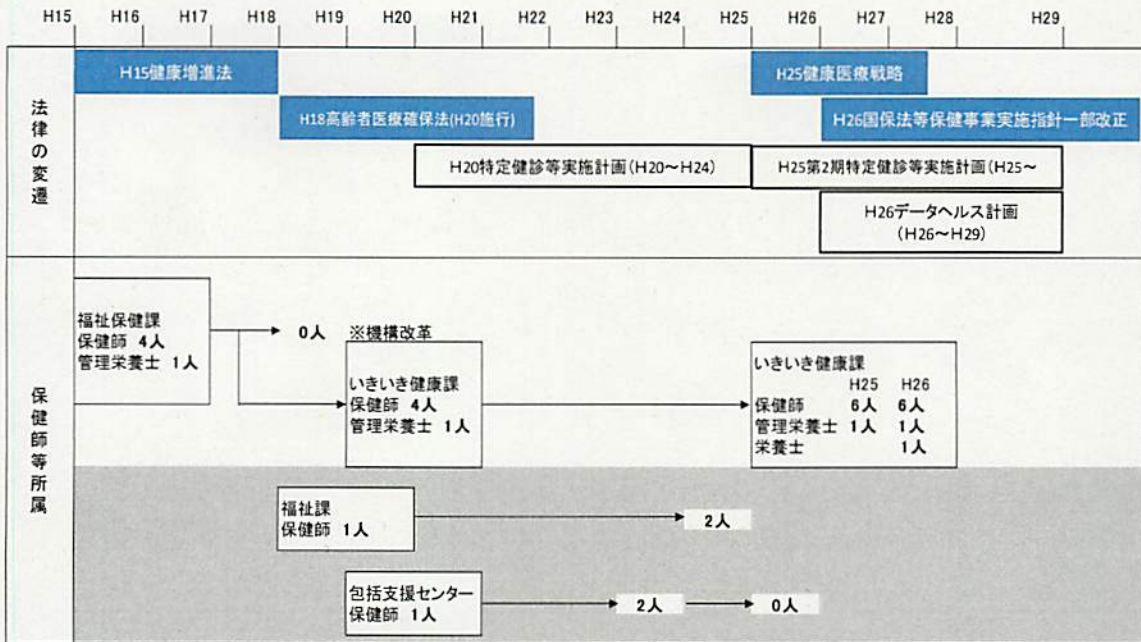 H15 H16 H17 H18 H19 H20 H21 H22 H23 H24 H25 H26 H27 H28 H29
法律の変遷
H15健康増進法
H25健康医療戦略
H18高齢者医療確保法(H20施行)
H26国保法等保健事業実施指針一部改正
H20特定健診等実施計画(H20～H24)
H25第2期特定健診等実施計画(H25～
H26データヘルス計画
(H26～H29)
保健師等所属
福祉保健課
保健師 4人
管理栄養士 1人
0人 ※機構改革
いきいき健康課
保健師 4人
管理栄養士 1人
いきいき健康課
H25 H26
保健師 6人 6人
管理栄養士 1人 1人
栄養士 1人
福祉課
保健師 1人
2人
包括支援センター
保健師 1人
2人
0人